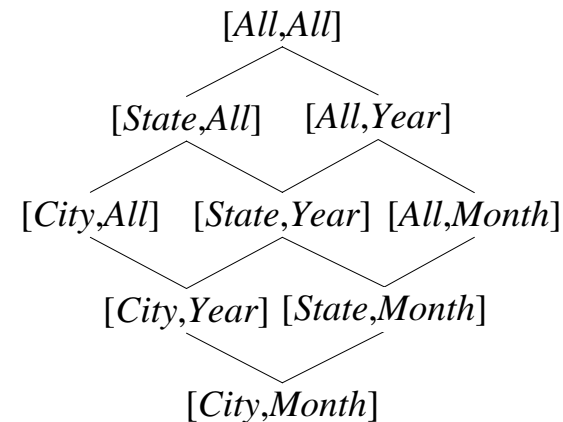 [All,All]
[State,All] [All,Year]
[City,All] [State,Year] [All,Month]
[City,Year] [State,Month]
[City,Month]